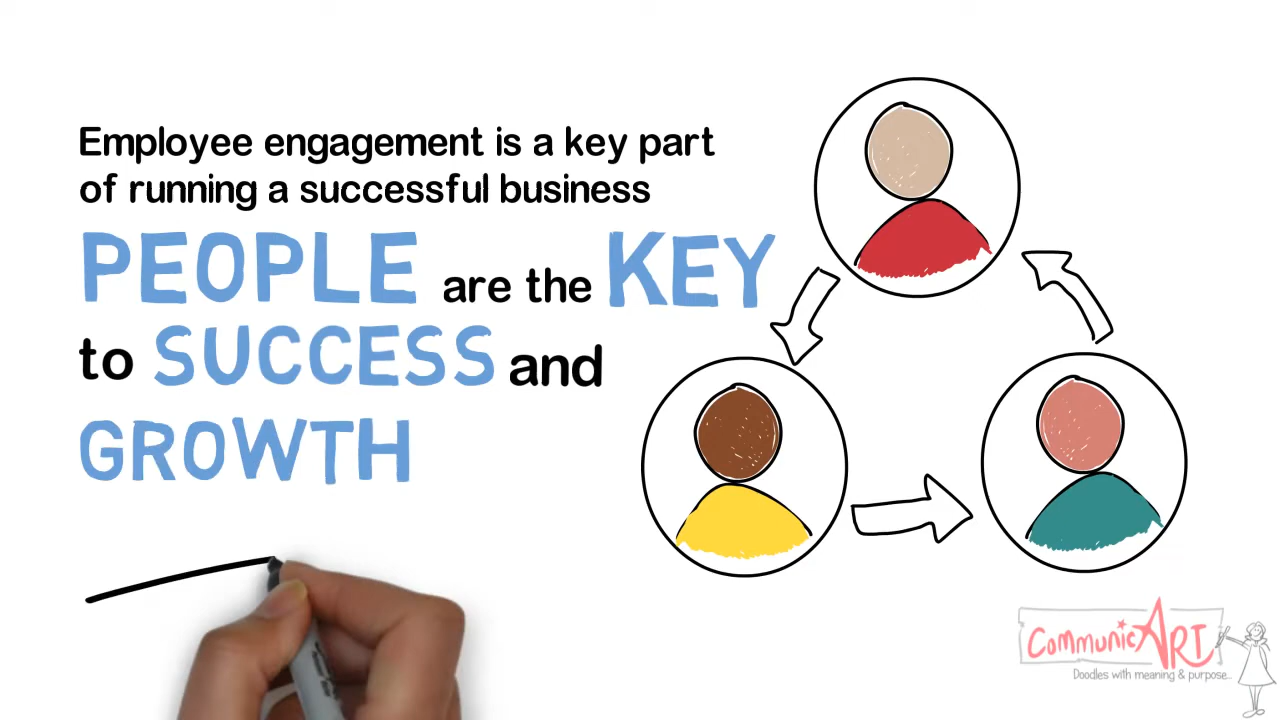 Employee engagement is a key part
of running a successful business
PEOPLE are the KEY
to SUCCESS and
GROWTH
CommunicART
Doodles with meaning & purpose...